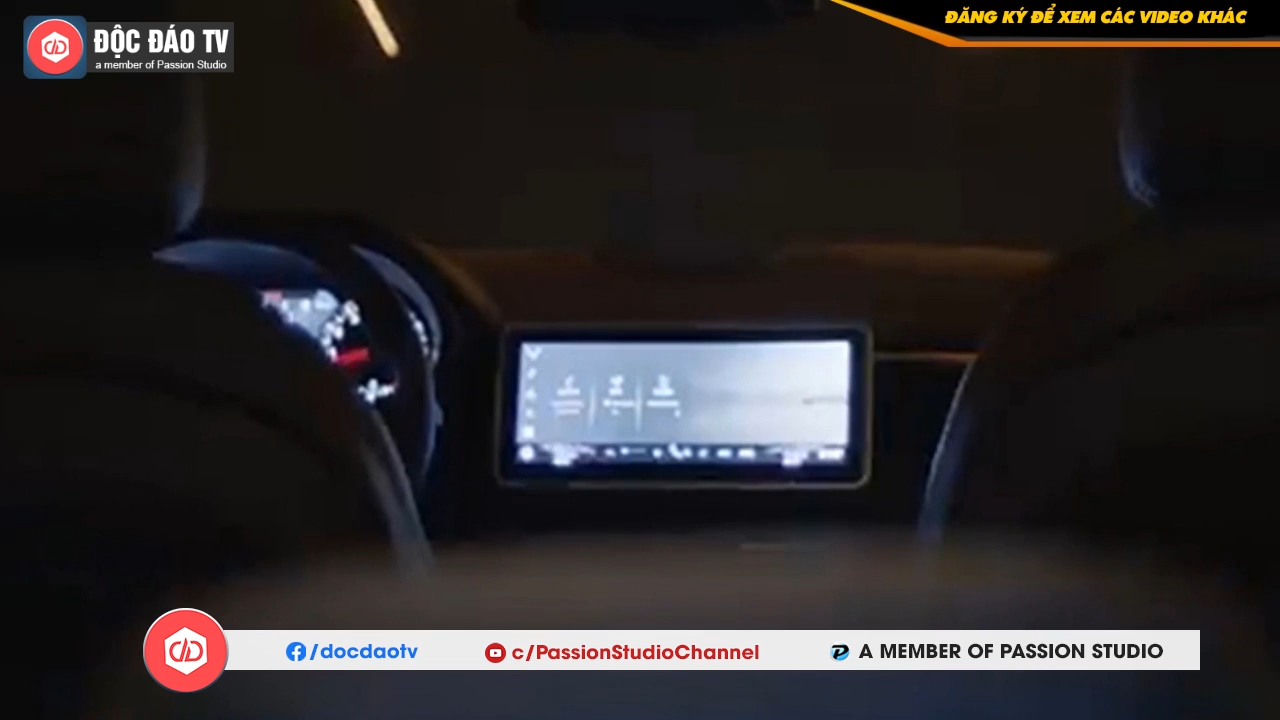 ĐỘC ĐÁO TV
a member of Passion Studio
ĐĂNG KÝ ĐỂ XEM CÁC VIDEO KHÁC
/docdaotv
c/PassionStudioChannel
A MEMBER OF PASSION STUDIO